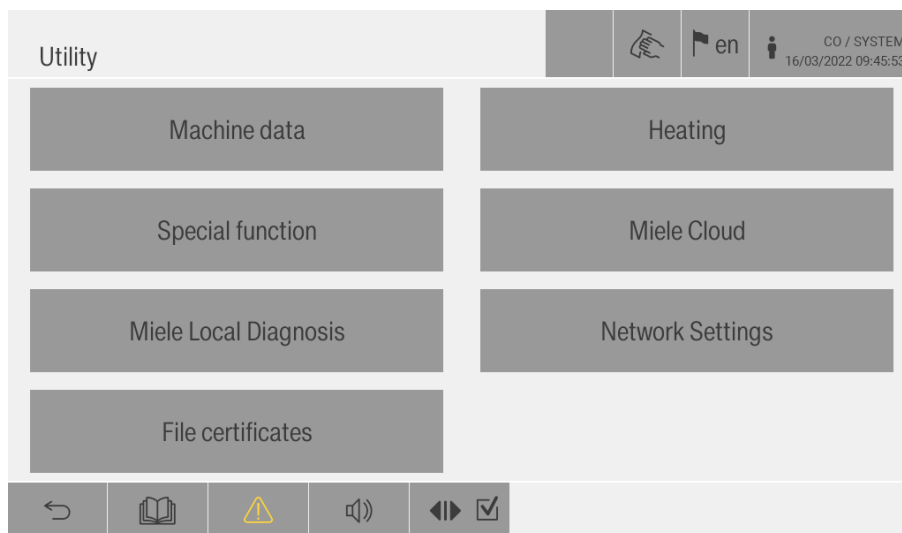 Utility
en
CO / SYSTEM
16/03/2022 09:45:53
Machine data
Heating
Special function
Miele Cloud
Miele Local Diagnosis
Network Settings
File certificates